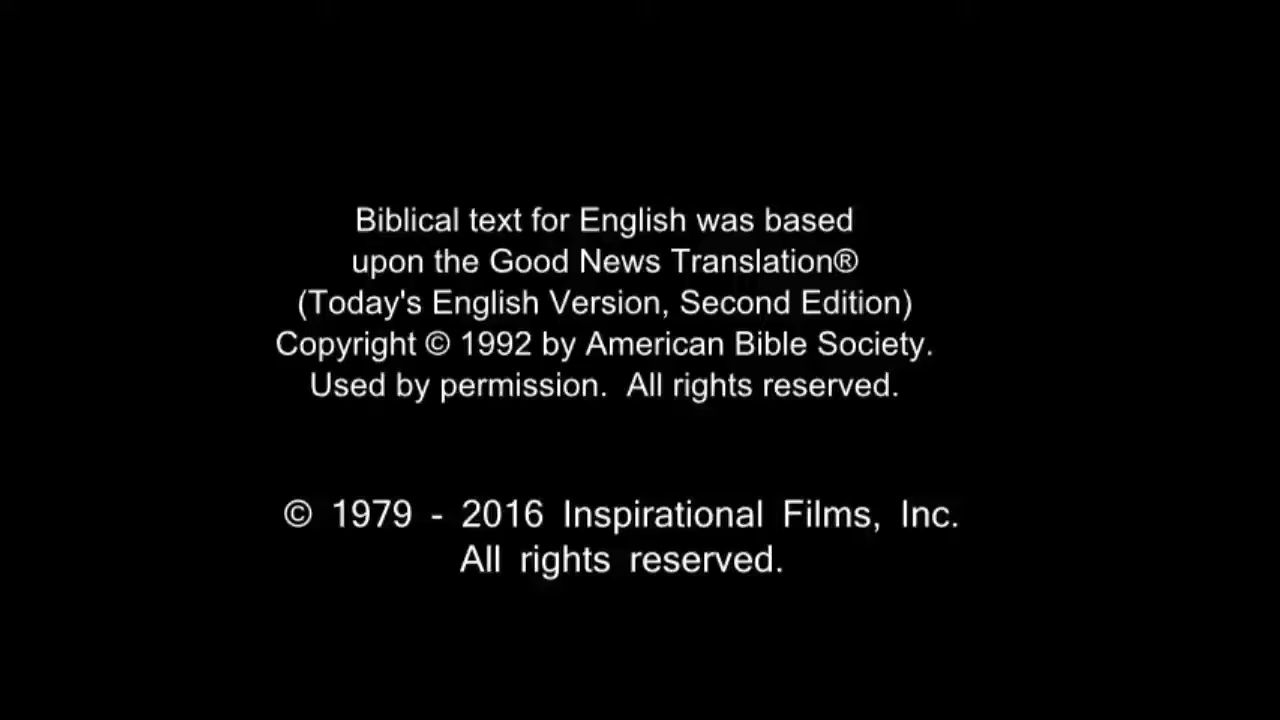 Biblical text for English was based
upon the Good News Translation®
(Today's English Version, Second Edition)
Copyright © 1992 by American Bible Society.
Used by permission.  All rights reserved.
© 1979 - 2016 Inspirational Films, Inc.
All rights reserved.